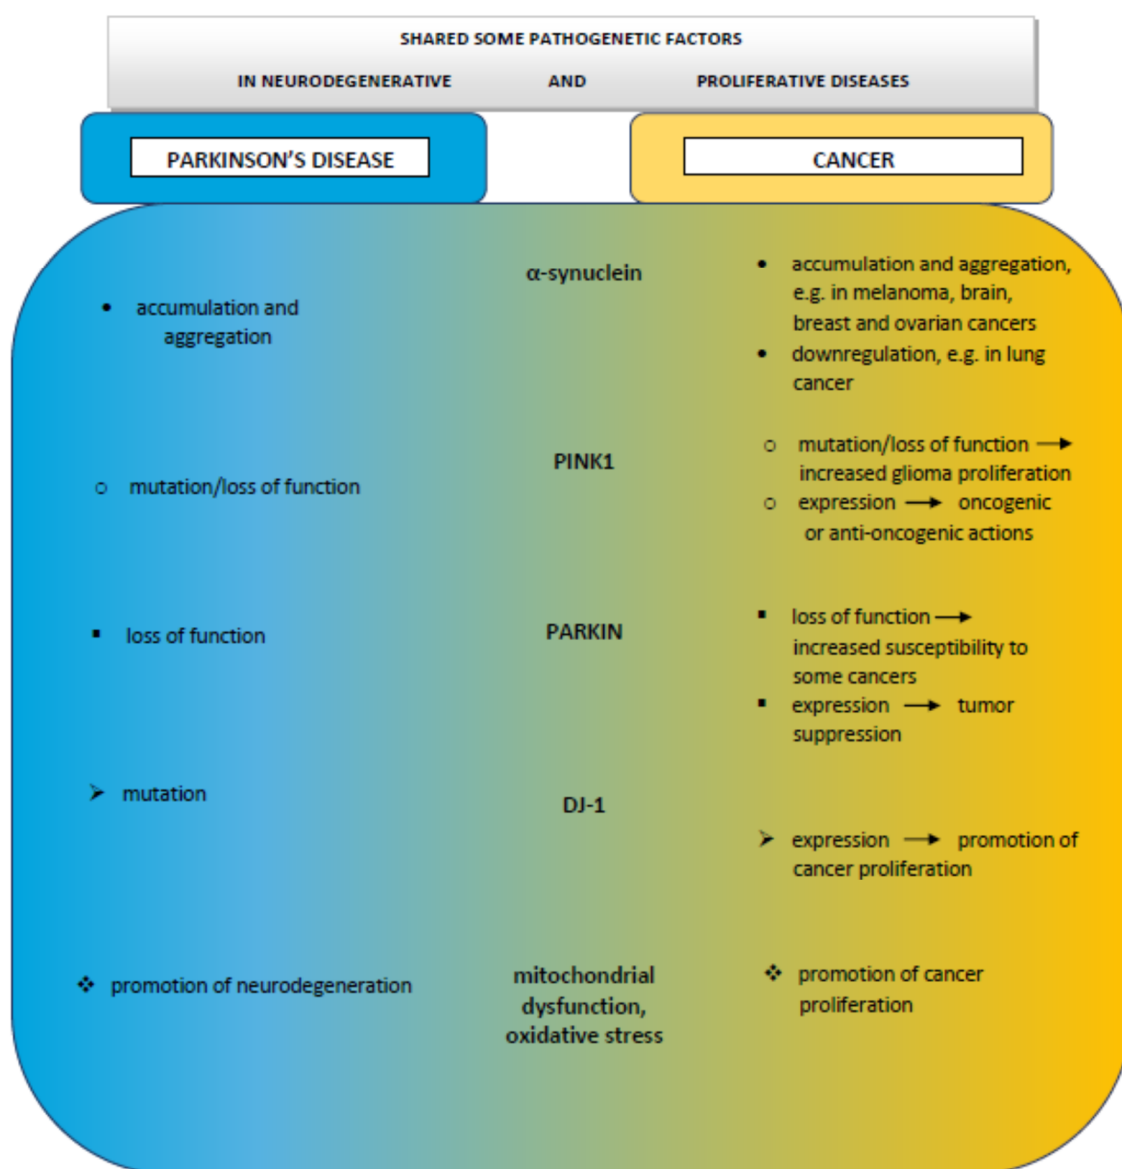 SHARED SOME PATHOGENETIC FACTORS
IN NEURODEGENERATIVE AND PROLIFERATIVE DISEASES
PARKINSON'S DISEASE
CANCER
α-synuclein
• accumulation and
aggregation
• accumulation and aggregation,
e.g. in melanoma, brain,
breast and ovarian cancers
• downregulation, e.g. in lung
cancer
PINK1
○ mutation/loss of function
○ mutation/loss of function →
increased glioma proliferation
○ expression → oncogenic
or anti-oncogenic actions
PARKIN
▪ loss of function
▪ loss of function →
increased susceptibility to
some cancers
▪ expression → tumor
suppression
DJ-1
➢ mutation
➢ expression → promotion of
cancer proliferation
mitochondrial
dysfunction,
oxidative stress
❖ promotion of neurodegeneration
❖ promotion of cancer
proliferation